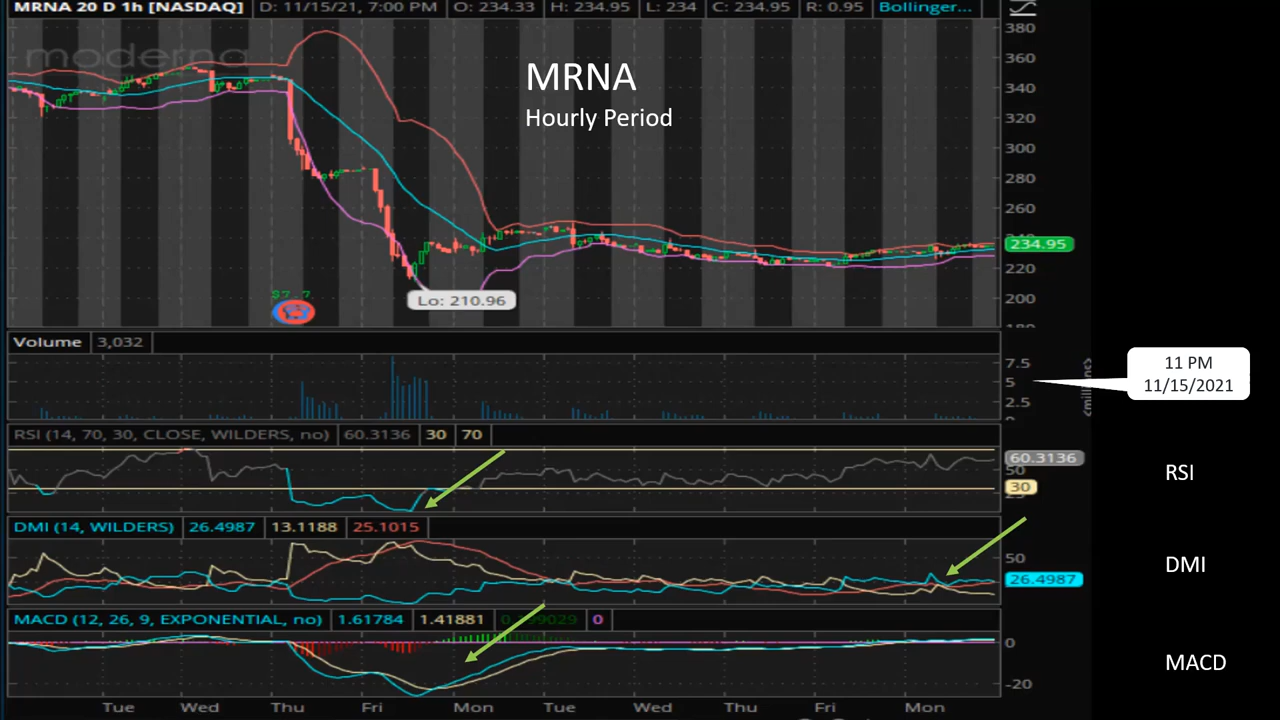 MRNA 20 D 1h [NASDAQ] D: 11/15/21, 7:00 PM O: 234.33 H: 234.95 L: 234 C: 234.95 R: 0.95 Bollinger...
moderna
MRNA
Hourly Period
380
360
340
320
300
280
260
234.95
220
200
Lo: 210.96
Volume 3,032
7.5
5
2.5
11 PM
11/15/2021
RSI (14, 70, 30, CLOSE, WILDERS, no) 60.3136 30 70
60.3136
50
30
RSI
DMI (14, WILDERS) 26.4987 13.1188 25.1015
50
26.4987
DMI
MACD (12, 26, 9, EXPONENTIAL, no) 1.61784 1.41881 0
0
-20
MACD
Tue Wed Thu Fri Mon Tue Wed Thu Fri Mon